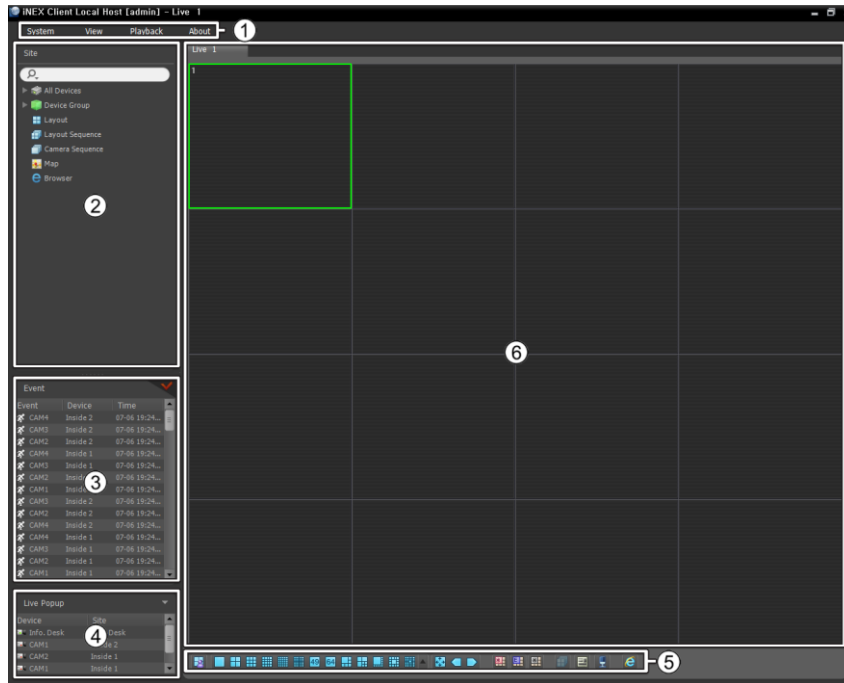 iNEX Client Local Host [admin] - Live 1
System View Playback About
1
Site
All Devices
Device Group
Layout
Layout Sequence
Camera Sequence
Map
Browser
2
Event
Event Device Time
CAM4 Inside 2 07-06 19:24...
CAM3 Inside 2 07-06 19:24...
CAM2 Inside 2 07-06 19:24...
CAM4 Inside 1 07-06 19:24...
CAM3 Inside 1 07-06 19:24...
CAM2 07-06 19:24...
CAM1 07-06 19:24...
CAM3 Inside 2 07-06 19:24...
CAM2 Inside 2 07-06 19:24...
CAM4 Inside 2 07-06 19:24...
CAM4 Inside 1 07-06 19:24...
CAM3 Inside 1 07-06 19:24...
CAM2 Inside 1 07-06 19:24...
CAM1 Inside 1 07-06 19:24...
3
Live Popup
Device Site
Info. Desk Desk
CAM1 2
CAM2 Inside 1
CAM1 Inside 1
4
Live 1
1
6
49 64
5